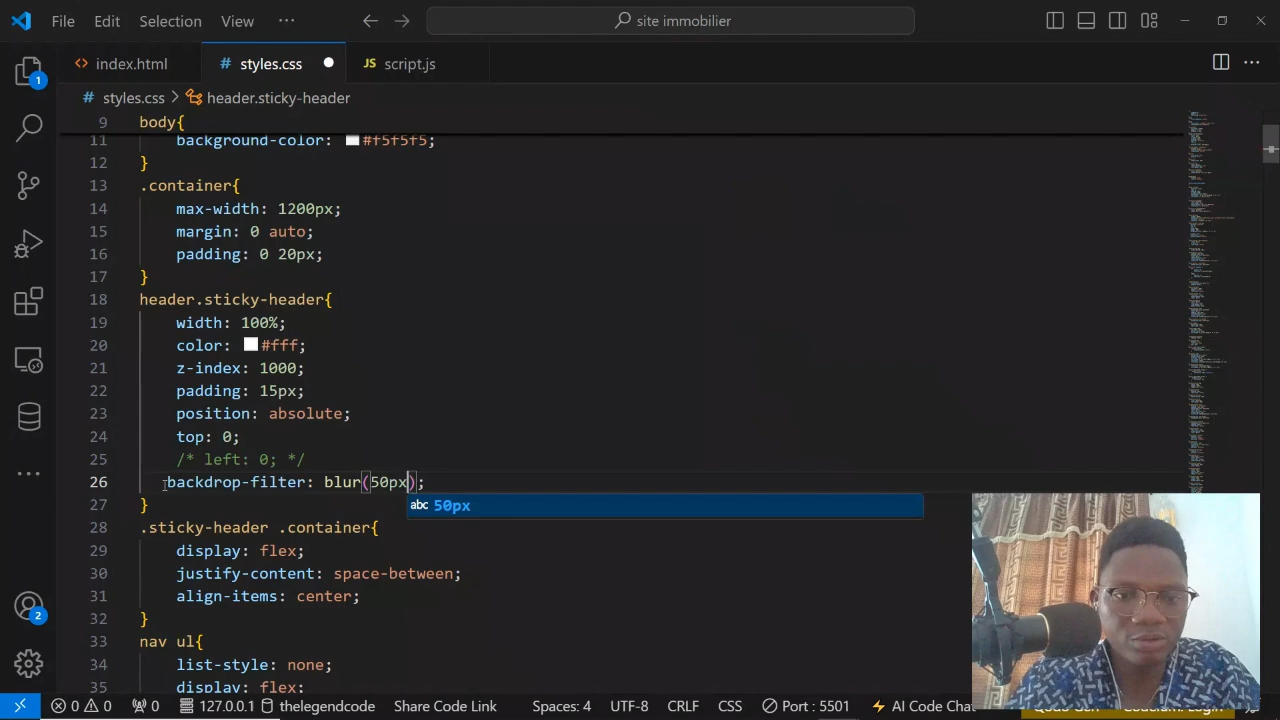 File Edit Selection View ··· site immobilier
index.html # styles.css JS script.js
# styles.css > header.sticky-header
9 body{
11 background-color: #f5f5f5;
12 }
13 .container{
14 max-width: 1200px;
15 margin: 0 auto;
16 padding: 0 20px;
17 }
18 header.sticky-header{
19 width: 100%;
20 color: #fff;
21 z-index: 1000;
22 padding: 15px;
23 position: absolute;
24 top: 0;
25 /* left: 0; */
26 backdrop-filter: blur(50px);
27 }
abc 50px
28 .sticky-header .container{
29 display: flex;
30 justify-content: space-between;
31 align-items: center;
32 }
33 nav ul{
34 list-style: none;
35 display: flex;
1
2
0 0 0 127.0.0.1 thelegendcode Share Code Link Spaces: 4 UTF-8 CRLF CSS Port : 5501 AI Code Chat